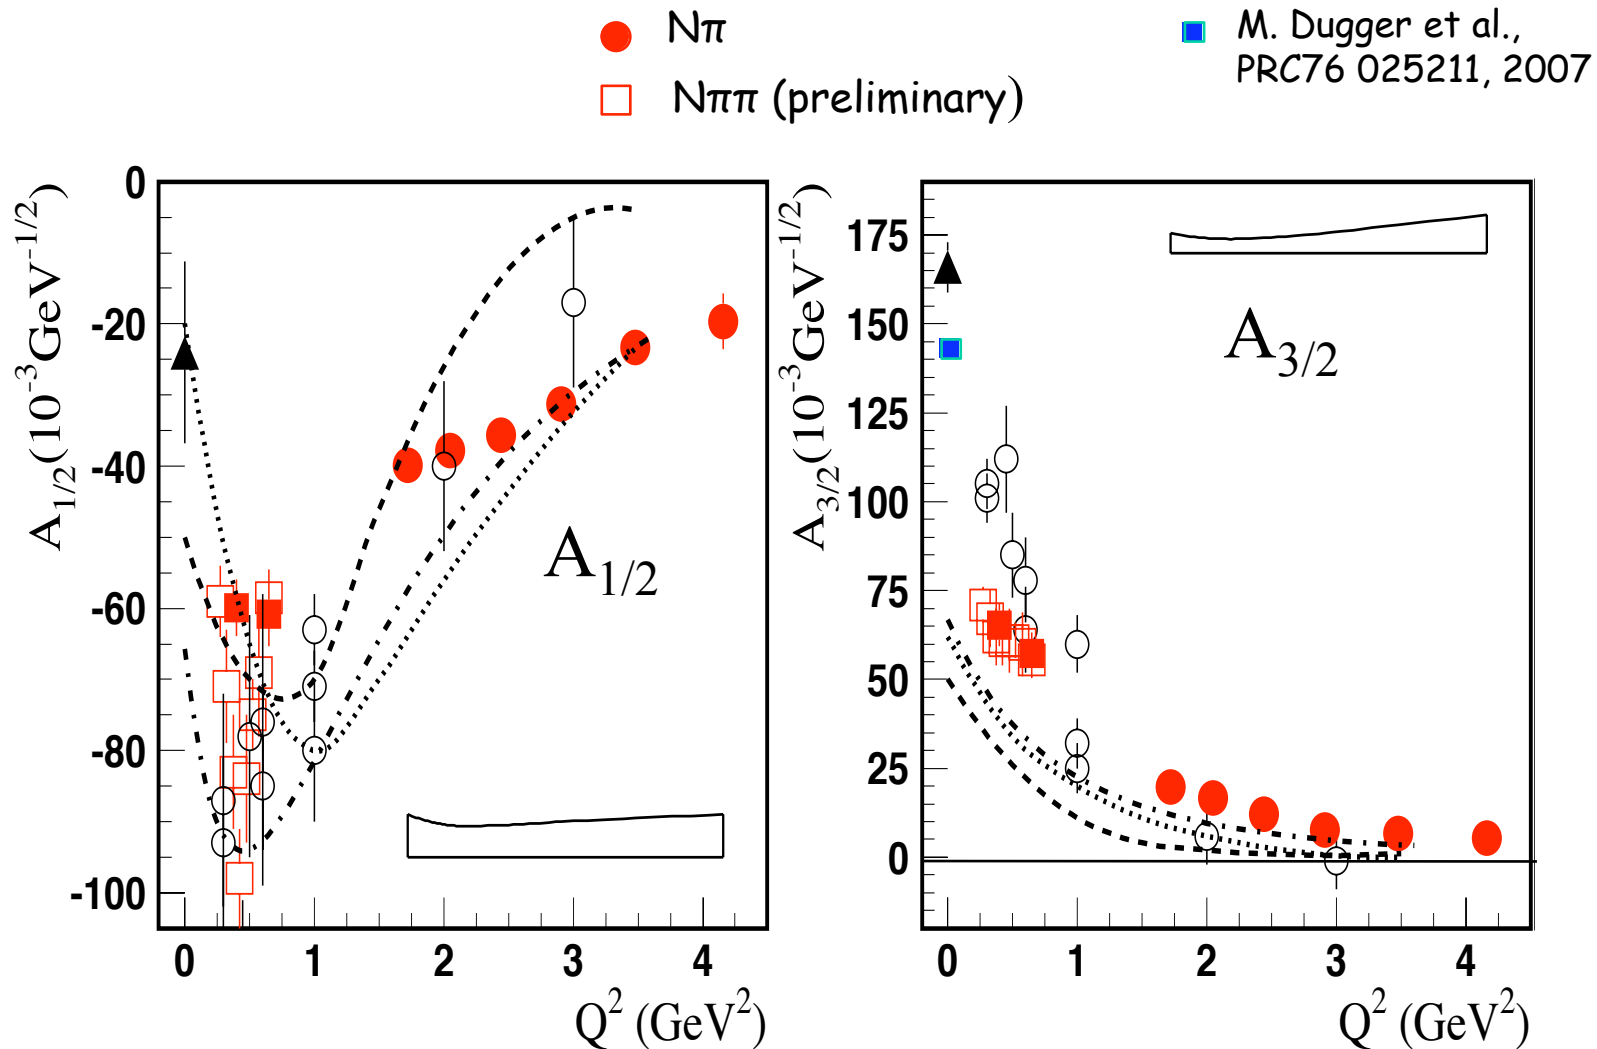 Nπ
Nππ (preliminary)
M. Dugger et al.,
PRC76 025211, 2007
A1/2(10-3GeV-1/2)
0
-20
-40
-60
-80
-100
A1/2
0 1 2 3 4
Q2 (GeV2)
A3/2(10-3GeV-1/2)
175
150
125
100
75
50
25
0
A3/2
0 1 2 3 4
Q2 (GeV2)